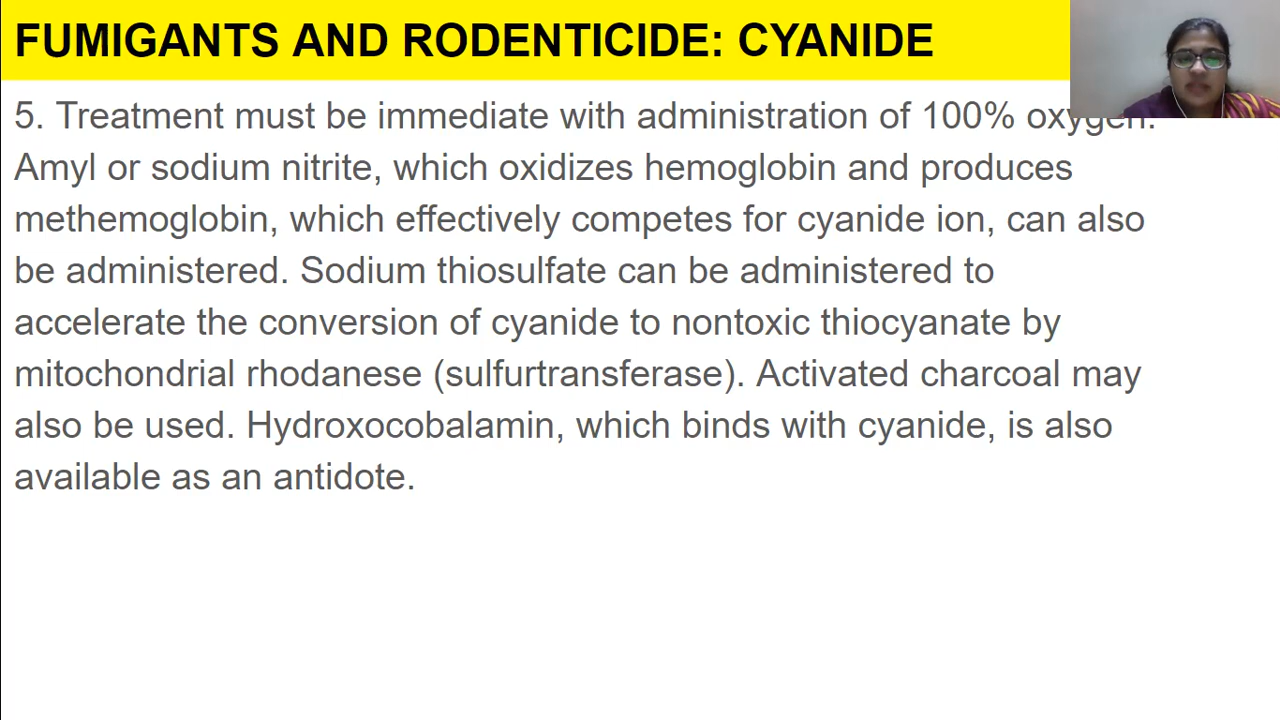 FUMIGANTS AND RODENTICIDE: CYANIDE
5. Treatment must be immediate with administration of 100% oxygen.
Amyl or sodium nitrite, which oxidizes hemoglobin and produces
methemoglobin, which effectively competes for cyanide ion, can also
be administered. Sodium thiosulfate can be administered to
accelerate the conversion of cyanide to nontoxic thiocyanate by
mitochondrial rhodanese (sulfurtransferase). Activated charcoal may
also be used. Hydroxocobalamin, which binds with cyanide, is also
available as an antidote.